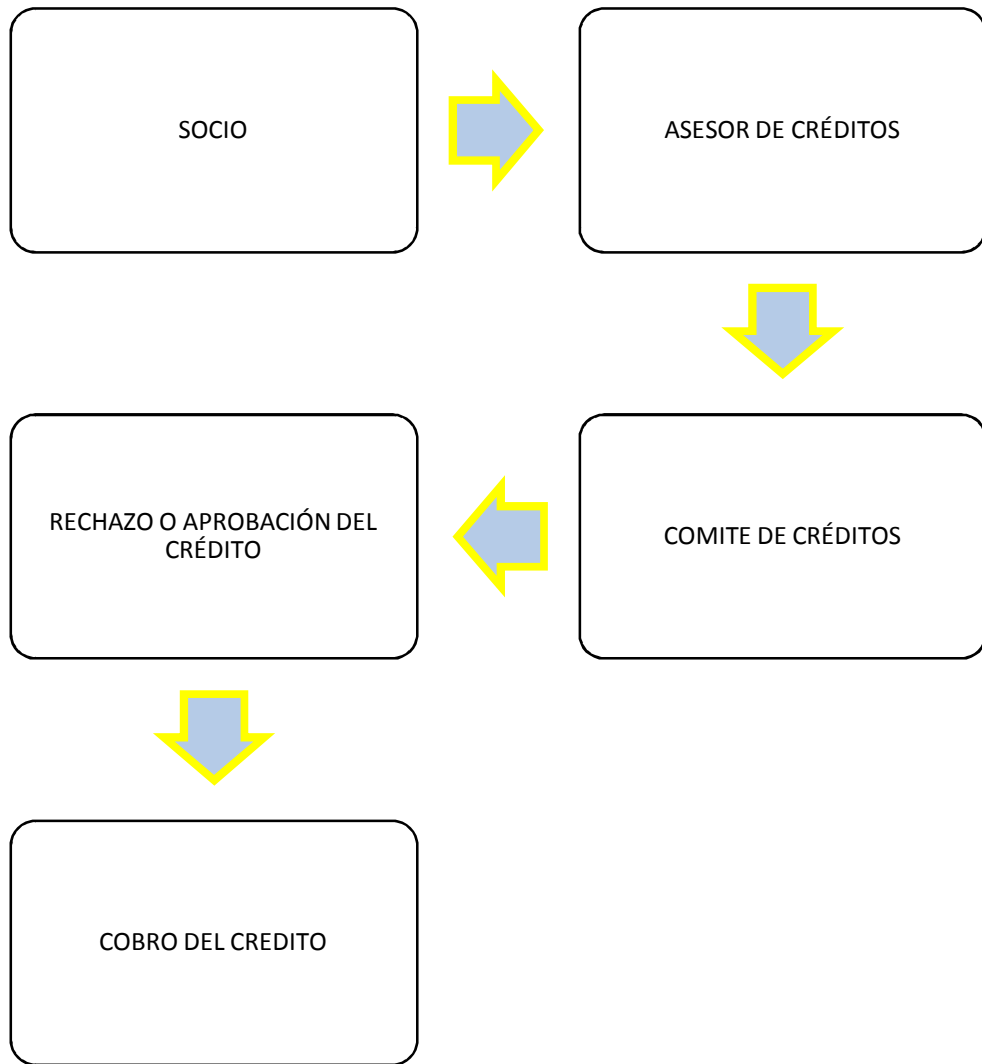 SOCIO
ASESOR DE CRÉDITOS
COMITE DE CRÉDITOS
RECHAZO O APROBACIÓN DEL
CRÉDITO
COBRO DEL CREDITO